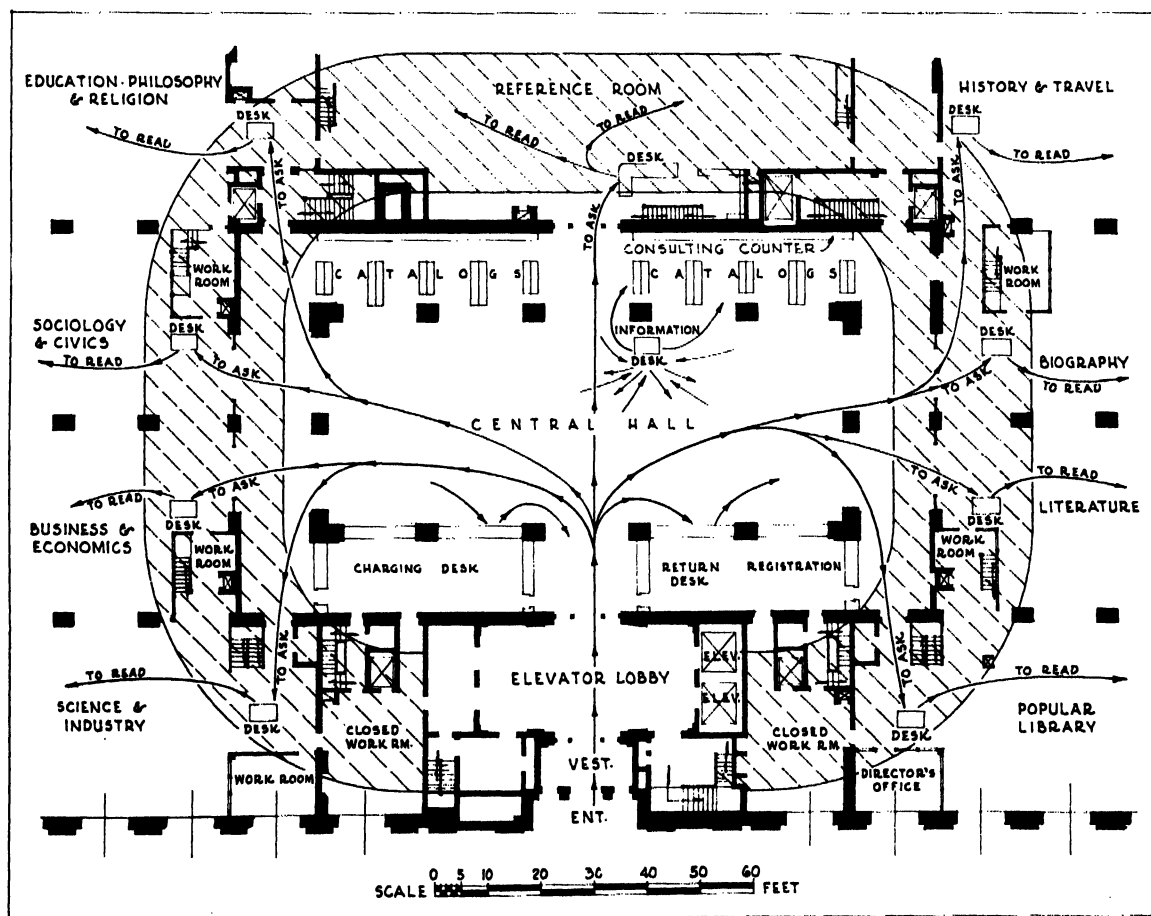 EDUCATION · PHILOSOPHY
& RELIGION
REFERENCE ROOM
HISTORY & TRAVEL
DESK
DESK
TO READ
TO READ
TO READ
TO READ
DESK
TO ASK
TO ASK
TO ASK
CONSULTING COUNTER
CATALOGS
CATALOGS
WORK
ROOM
WORK
ROOM
SOCIOLOGY
& CIVICS
DESK
TO READ
TO ASK
INFORMATION
DESK
DESK
BIOGRAPHY
TO ASK
TO READ
CENTRAL HALL
TO READ
TO ASK
TO ASK
TO READ
DESK
DESK
BUSINESS &
ECONOMICS
LITERATURE
WORK
ROOM
WORK
ROOM
CHARGING DESK
RETURN
DESK
REGISTRATION
TO ASK
TO ASK
ELEV.
ELEV.
ELEVATOR LOBBY
TO READ
TO READ
SCIENCE &
INDUSTRY
DESK
DESK
POPULAR
LIBRARY
CLOSED
WORK RM.
CLOSED
WORK RM.
VEST.
WORK ROOM
DIRECTOR'S
OFFICE
ENT.
SCALE 0 5 10 20 30 40 50 60 FEET